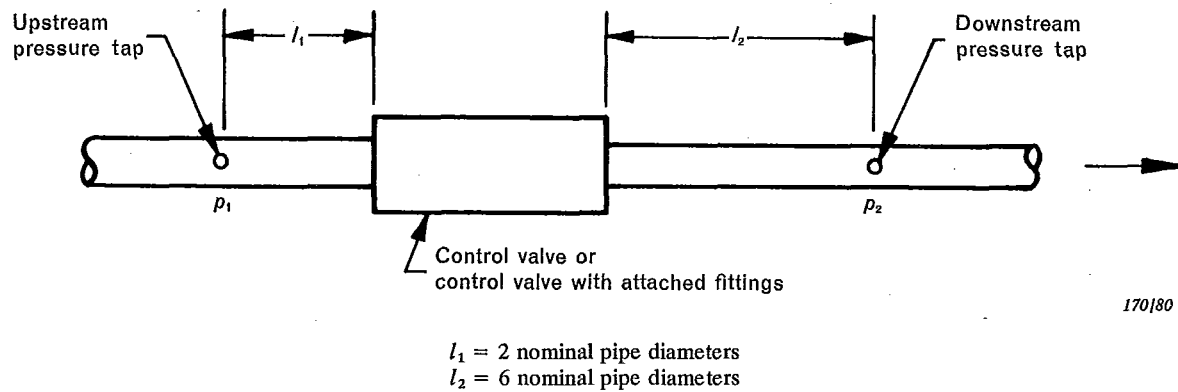 Upstream
pressure tap
l₁
l₂
Downstream
pressure tap
p₁
p₂
Control valve or
control valve with attached fittings
170/80
l₁ = 2 nominal pipe diameters
l₂ = 6 nominal pipe diameters